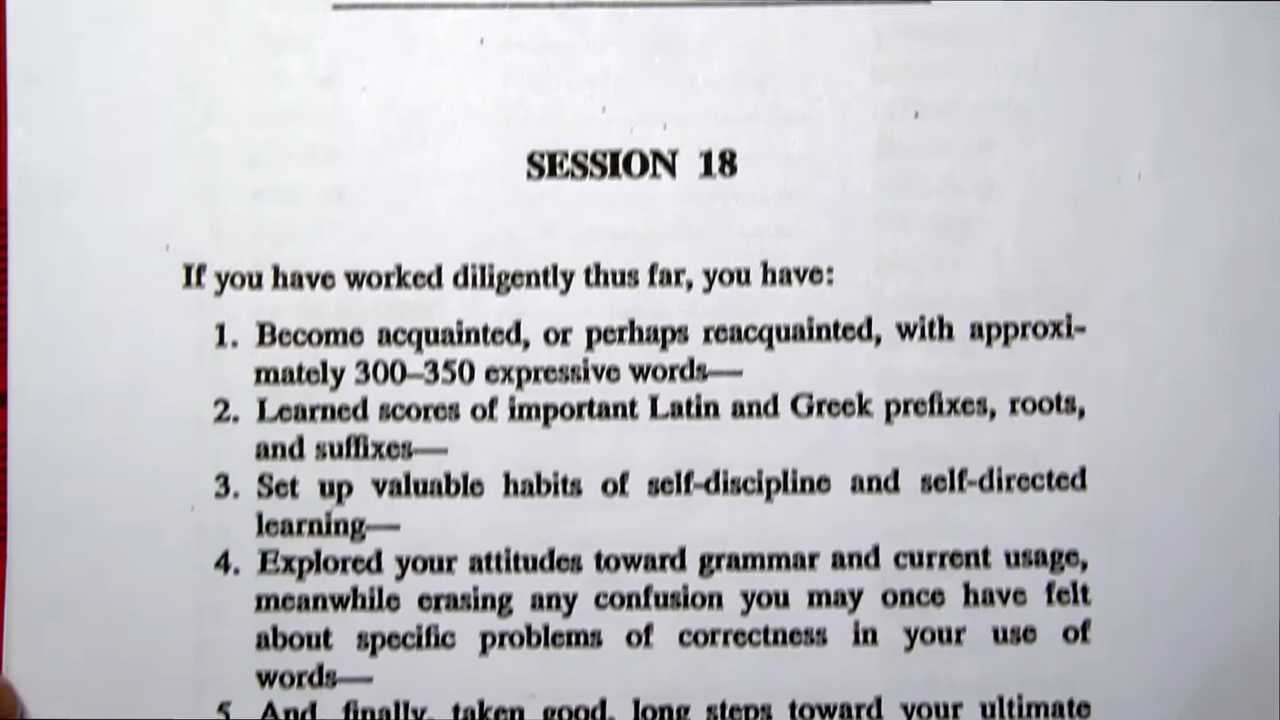 SESSION 18
If you have worked diligently thus far, you have:
1. Become acquainted, or perhaps reacquainted, with approxi-
mately 300–350 expressive words—
2. Learned scores of important Latin and Greek prefixes, roots,
and suffixes—
3. Set up valuable habits of self-discipline and self-directed
learning—
4. Explored your attitudes toward grammar and current usage,
meanwhile erasing any confusion you may once have felt
about specific problems of correctness in your use of
words—
5. And, finally, taken good, long steps toward your ultimate